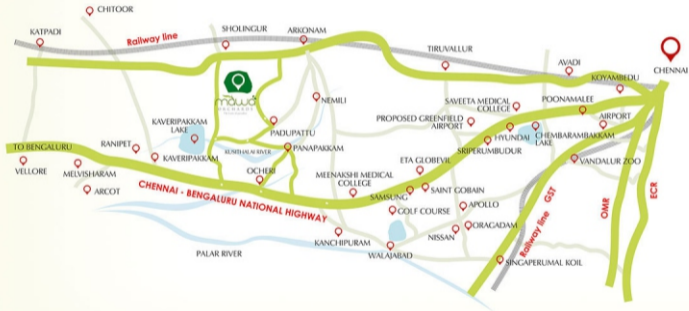 CHITOOR
KATPADI
Railway line
SHOLINGUR
ARKONAM
TIRUVALLUR
AVADI
KOYAMBEDU
CHENNAI
mawa
NEMILI
SAVEETA MEDICAL
COLLEGE
POONAMALEE
PROPOSED GREENFIELD
AIRPORT
AIRPORT
KAVERIPAKKAM
LAKE
PADUPATTU
HYUNDAI
CHEMBARAMBAKKAM
LAKE
TO BENGALURU
RANIPET
KUSHTHALAI RIVER
PANAPAKKAM
SRIPERUMBUDUR
KAVERIPAKKAM
VANDALUR ZOO
VELLORE
MELVISHARAM
OCHERI
MEENAKSHI MEDICAL
COLLEGE
ETA GLOBEVIL
ARCOT
CHENNAI - BENGALURU NATIONAL HIGHWAY
SAMSUNG
SAINT GOBAIN
GST
OMR
ECR
GOLF COURSE
APOLLO
ORAGADAM
Railway line
PALAR RIVER
KANCHIPURAM
NISSAN
WALAJABAD
SINGAPERUMAL KOIL